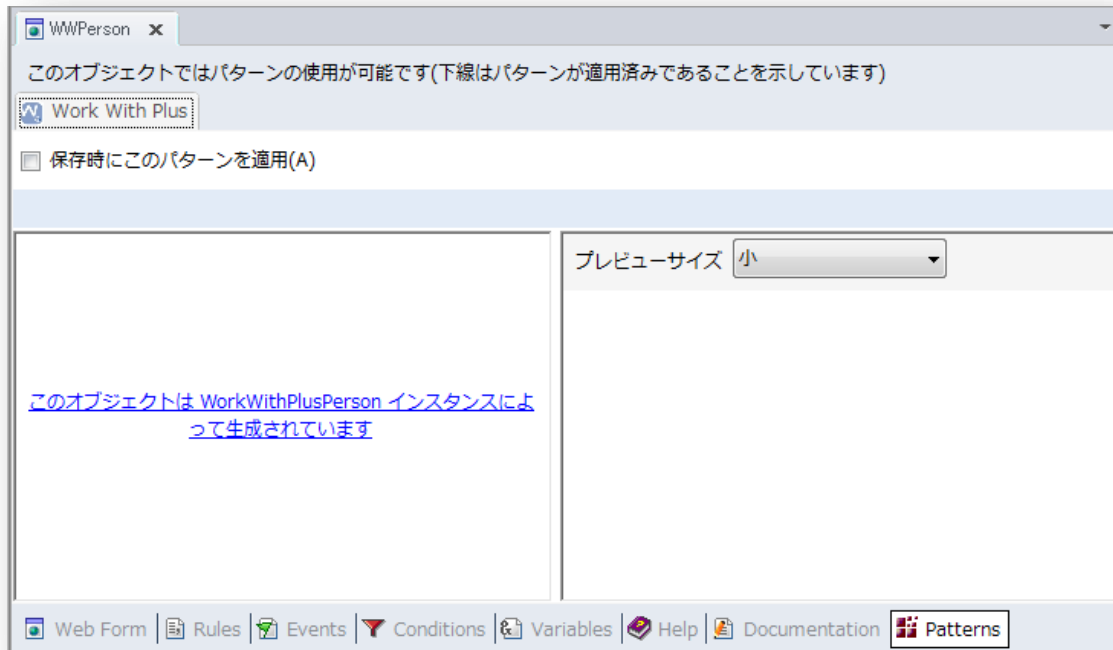 WWPerson
このオブジェクトではパターンの使用が可能です(下線はパターンが適用済みであることを示しています)
Work With Plus
保存時にこのパターンを適用(A)
プレビューサイズ 小
このオブジェクトは WorkWithPlusPerson インスタンスによ
って生成されています
Web Form Rules Events Conditions Variables Help Documentation Patterns